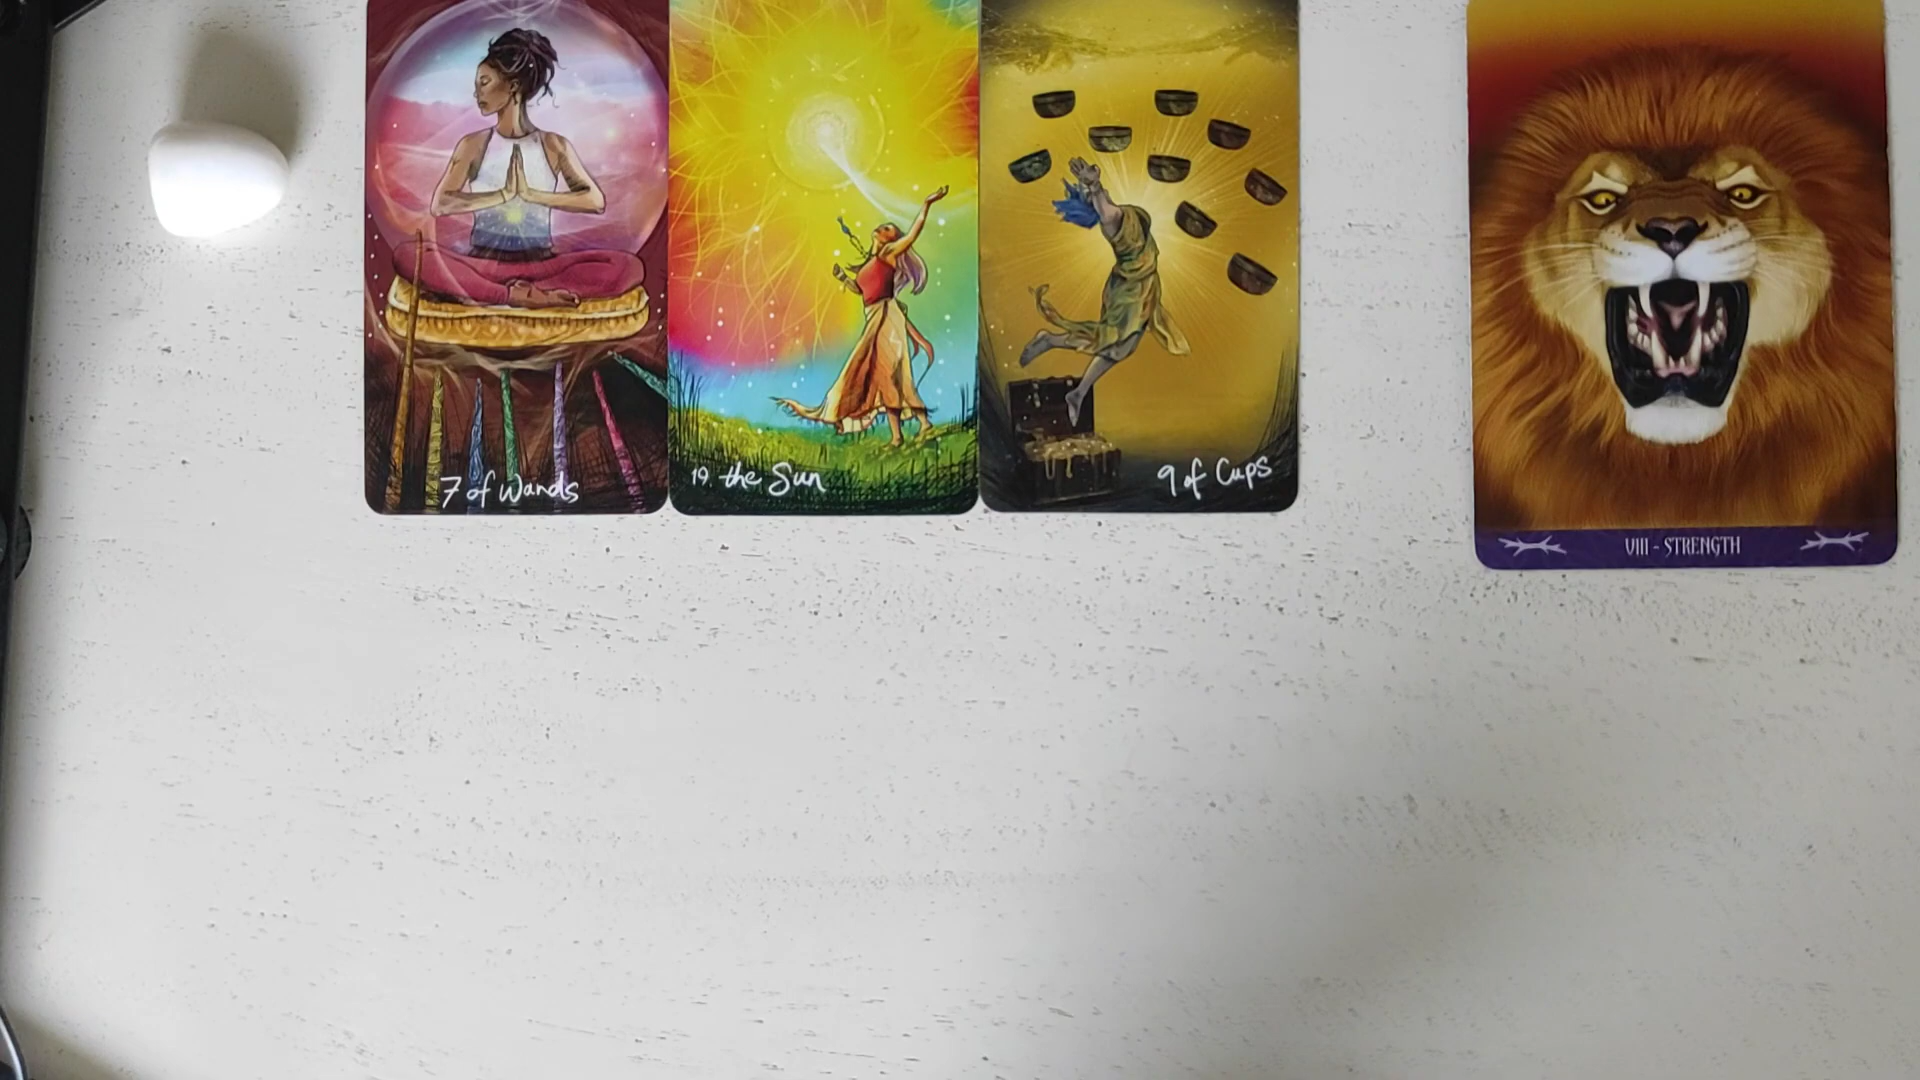 7 of Wands
19 the Sun
9 of Cups
VIII - STRENGTH